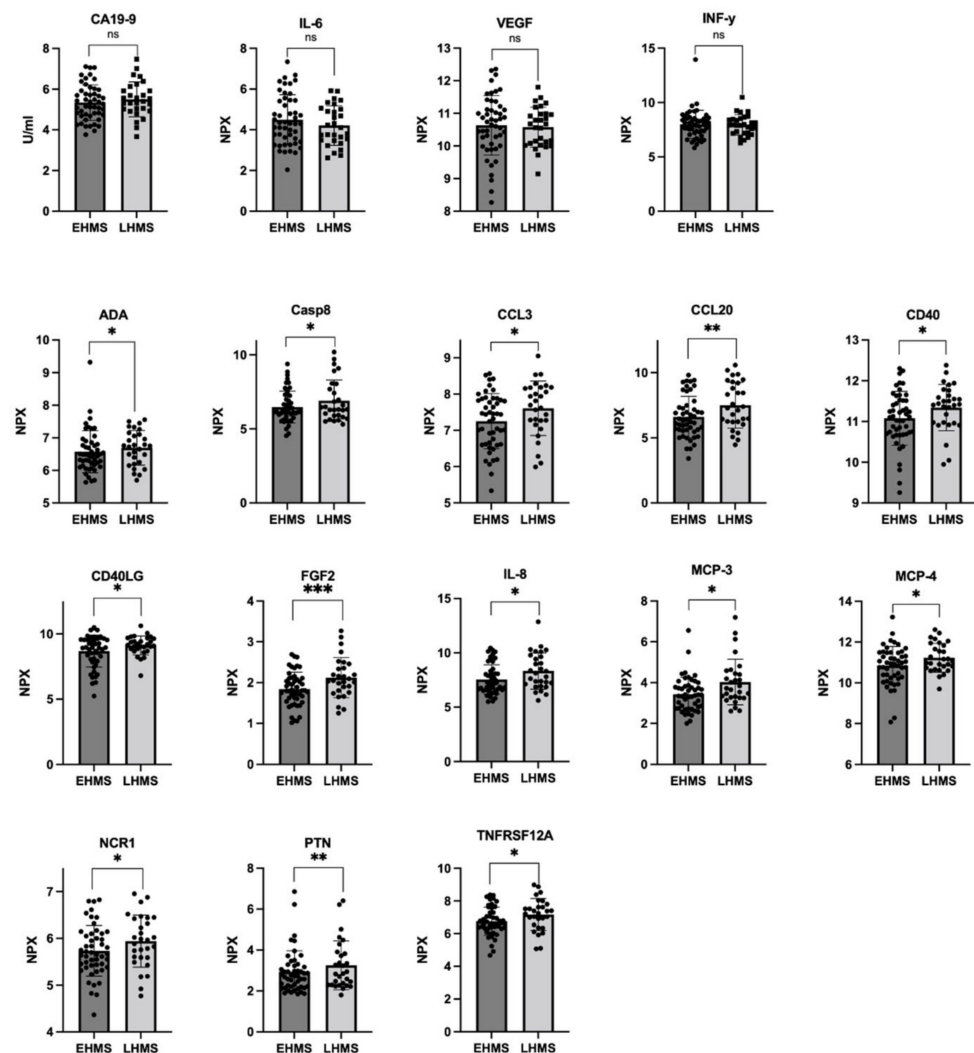 CA19-9
ns
U/ml
8
6
4
2
0
EHMS LHMS
IL-6
ns
NPX
8
6
4
2
0
EHMS LHMS
VEGF
ns
NPX
13
12
11
10
9
8
EHMS LHMS
INF-y
ns
NPX
15
10
5
0
EHMS LHMS
ADA
*
NPX
10
9
8
7
6
5
EHMS LHMS
Casp8
*
NPX
10
5
0
EHMS LHMS
CCL3
*
NPX
9
8
7
6
5
EHMS LHMS
CCL20
**
NPX
10
5
0
EHMS LHMS
CD40
*
NPX
13
12
11
10
9
EHMS LHMS
CD40LG
*
NPX
10
5
0
EHMS LHMS
FGF2
***
NPX
4
3
2
1
0
EHMS LHMS
IL-8
*
NPX
15
10
5
0
EHMS LHMS
MCP-3
*
NPX
8
6
4
2
0
EHMS LHMS
MCP-4
*
NPX
14
12
10
8
6
EHMS LHMS
NCR1
*
NPX
7
6
5
4
EHMS LHMS
PTN
**
NPX
8
6
4
2
0
EHMS LHMS
TNFRSF12A
*
NPX
10
8
6
4
2
0
EHMS LHMS